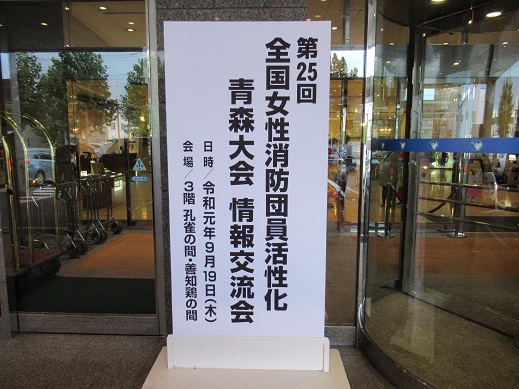 第25回
全国女性消防団員活性化
青森大会 情報交流会
日時/令和元年9月19日(木)
会場/3階 孔雀の間・善知鶏の間